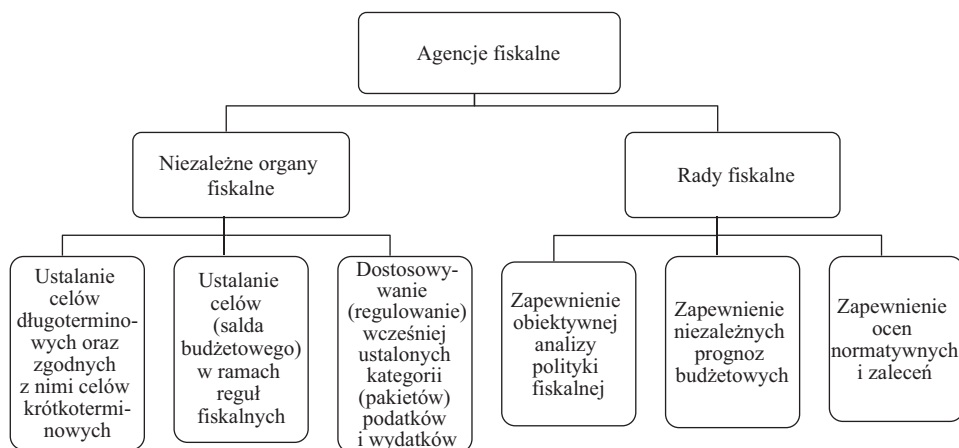 Agencje fiskalne
Niezależne organy
fiskalne
Rady fiskalne
Ustalanie
celów
długotermino-
wych oraz
zgodnych
z nimi celów
krótkotermi-
nowych
Ustalanie
celów
(salda
budżetowego)
w ramach
reguł
fiskalnych
Dostosowy-
wanie
(regulowanie)
wcześniej
ustalonych
kategorii
(pakietów)
podatków
i wydatków
Zapewnienie
obiektywnej
analizy
polityki
fiskalnej
Zapewnienie
niezależnych
prognoz
budżetowych
Zapewnienie
ocen
normatywnych
i zaleceń